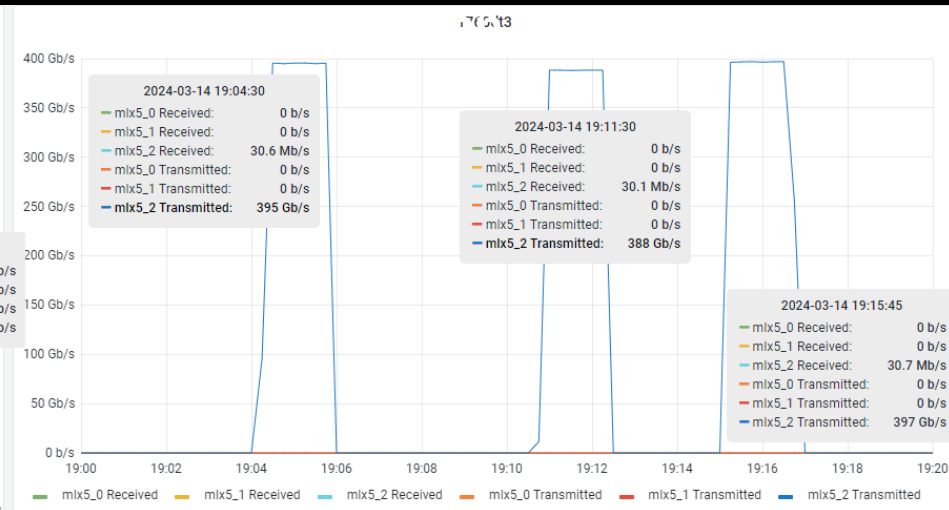 400 Gb/s
350 Gb/s
300 Gb/s
250 Gb/s
200 Gb/s
150 Gb/s
100 Gb/s
50 Gb/s
0 b/s
2024-03-14 19:04:30
mlx5_0 Received: 0 b/s
mlx5_1 Received: 0 b/s
mlx5_2 Received: 30.6 Mb/s
mlx5_0 Transmitted: 0 b/s
mlx5_1 Transmitted: 0 b/s
mlx5_2 Transmitted: 395 Gb/s
2024-03-14 19:11:30
mlx5_0 Received: 0 b/s
mlx5_1 Received: 0 b/s
mlx5_2 Received: 30.1 Mb/s
mlx5_0 Transmitted: 0 b/s
mlx5_1 Transmitted: 0 b/s
mlx5_2 Transmitted: 388 Gb/s
2024-03-14 19:15:45
mlx5_0 Received: 0 b/s
mlx5_1 Received: 0 b/s
mlx5_2 Received: 30.7 Mb/s
mlx5_0 Transmitted: 0 b/s
mlx5_1 Transmitted: 0 b/s
mlx5_2 Transmitted: 397 Gb/s
19:00 19:02 19:04 19:06 19:08 19:10 19:12 19:14 19:16 19:18 19:20
mlx5_0 Received mlx5_1 Received mlx5_2 Received mlx5_0 Transmitted mlx5_1 Transmitted mlx5_2 Transmitted